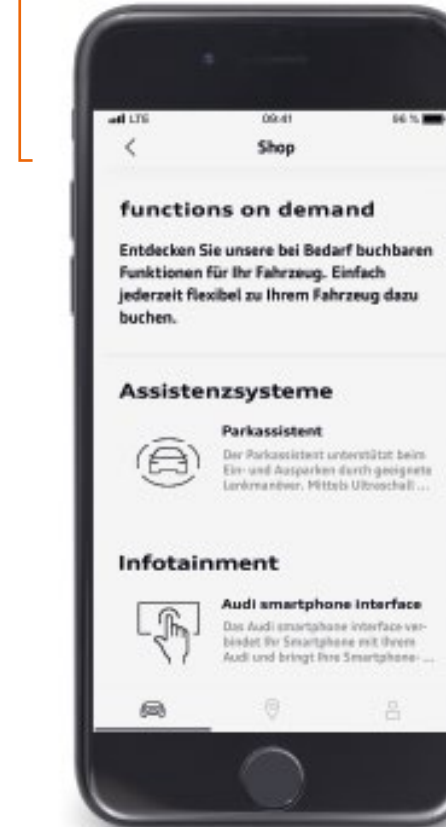 LTE 09:41 96 %
Shop
functions on demand
Entdecken Sie unsere bei Bedarf buchbaren
Funktionen für Ihr Fahrzeug. Einfach
jederzeit flexibel zu Ihrem Fahrzeug dazu
buchen.
Assistenzsysteme
Parkassistent
Der Parkassistent unterstützt beim
Ein- und Ausparken durch geeignete
Lenkmanöver. Mittels Ultraschall ...
Infotainment
Audi smartphone interface
Das Audi smartphone interface ver-
bindet Ihr Smartphone mit Ihrem
Audi und bringt Ihre Smartphone- ...